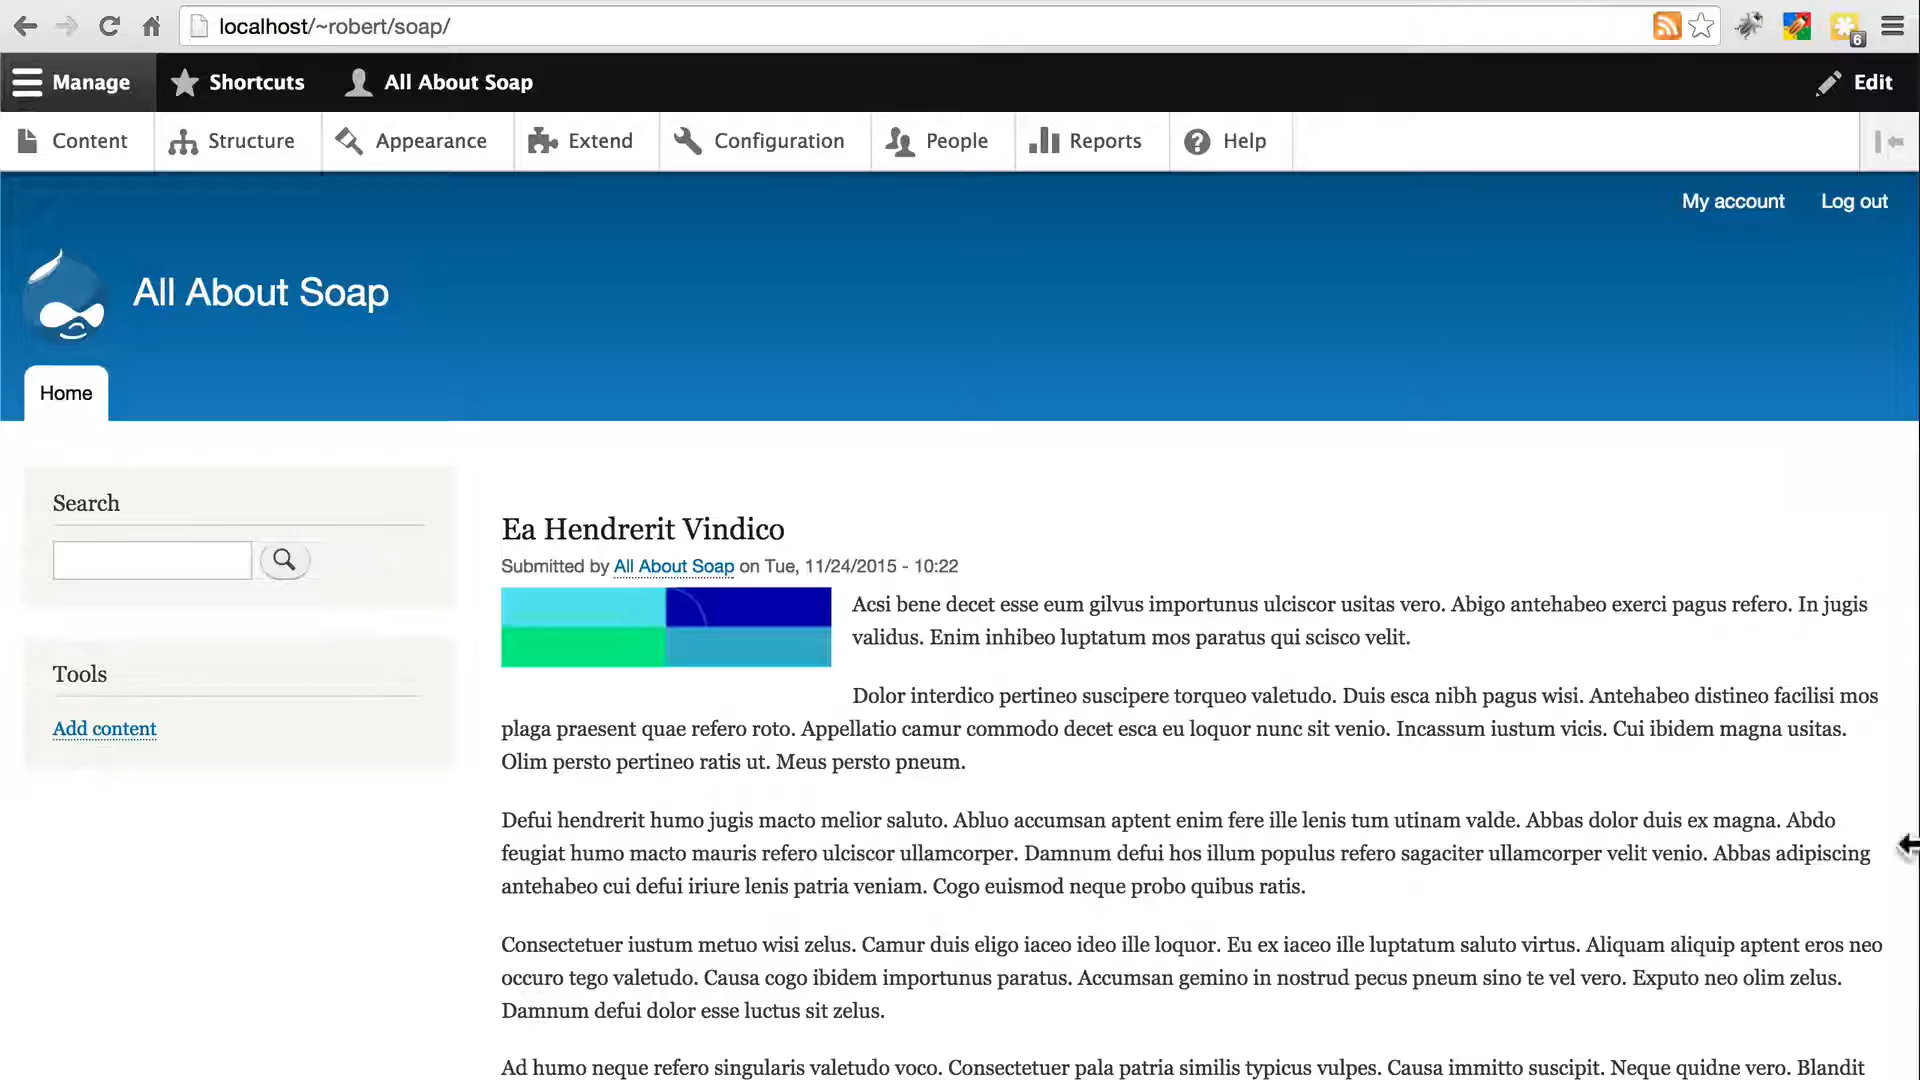 localhost/~robert/soap/
6
Manage Shortcuts All About Soap Edit
Content Structure Appearance Extend Configuration People Reports Help
My account Log out
All About Soap
Home
Search
Tools
Add content
Ea Hendrerit Vindico
Submitted by All About Soap on Tue, 11/24/2015 - 10:22
Acsi bene decet esse eum gilvus importunus ulciscor usitas vero. Abigo antehabeo exerci pagus refero. In jugis
validus. Enim inhibeo luptatum mos paratus qui scisco velit.
Dolor interdico pertineo suscipere torqueo valetudo. Duis esca nibh pagus wisi. Antehabeo distineo facilisi mos
plaga praesent quae refero roto. Appellatio camur commodo decet esca eu loquor nunc sit venio. Incassum iustum vicis. Cui ibidem magna usitas.
Olim persto pertineo ratis ut. Meus persto pneum.
Defui hendrerit humo jugis macto melior saluto. Abluo accumsan aptent enim fere ille lenis tum utinam valde. Abbas dolor duis ex magna. Abdo
feugiat humo macto mauris refero ulciscor ullamcorper. Damnum defui hos illum populus refero sagaciter ullamcorper velit venio. Abbas adipiscing
antehabeo cui defui iriure lenis patria veniam. Cogo euismod neque probo quibus ratis.
Consectetuer iustum metuo wisi zelus. Camur duis eligo iaceo ideo ille loquor. Eu ex iaceo ille luptatum saluto virtus. Aliquam aliquip aptent eros neo
occuro tego valetudo. Causa cogo ibidem importunus paratus. Accumsan gemino in nostrud pecus pneum sino te vel vero. Exputo neo olim zelus.
Damnum defui dolor esse luctus sit zelus.
Ad humo neque refero singularis valetudo voco. Consectetuer pala patria similis typicus vulpes. Causa immitto suscipit. Neque quidne vero. Blandit